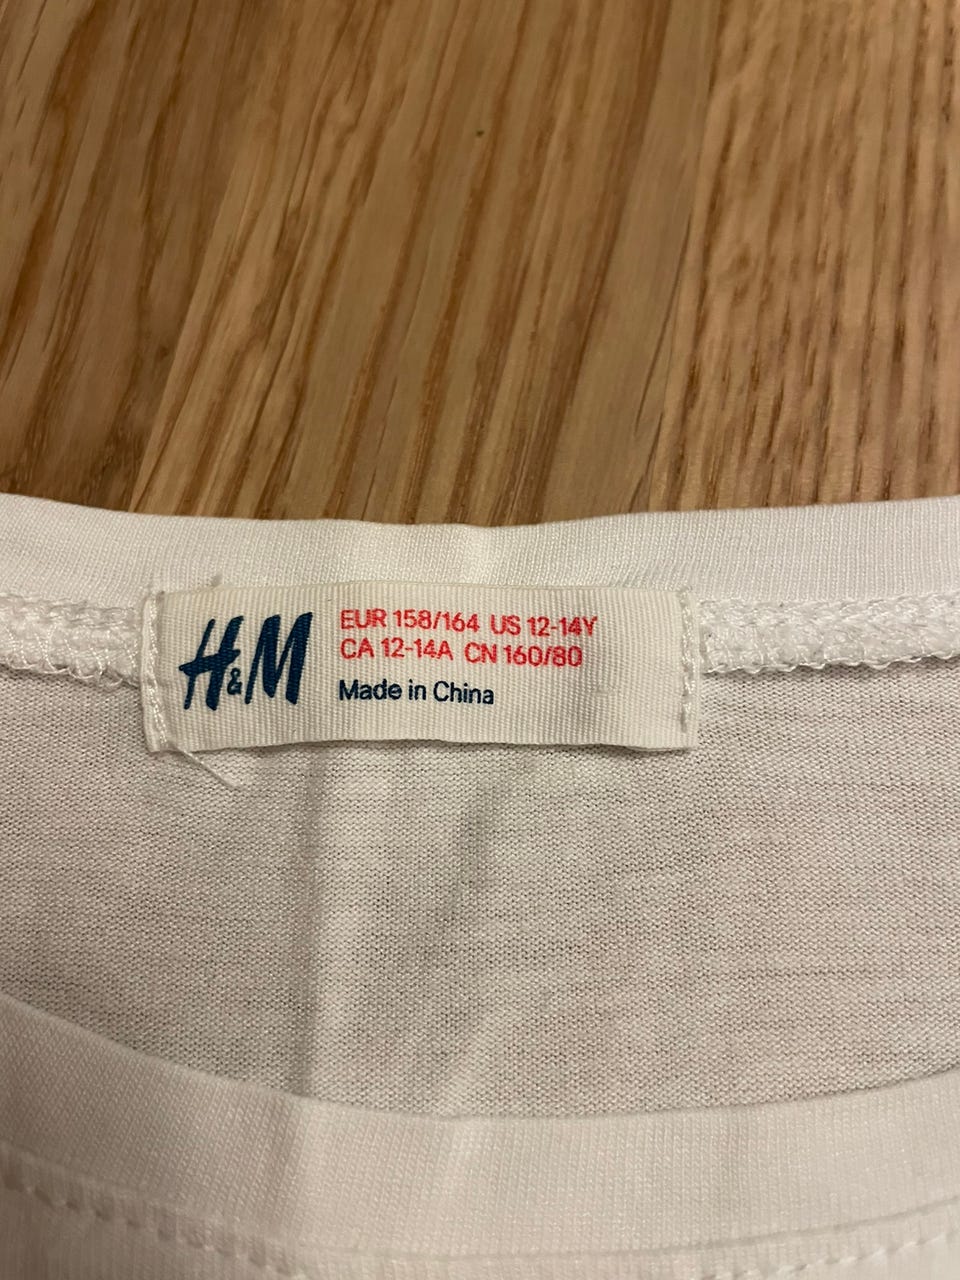 H&M
EUR 158/164 US 12-14Y
CA 12-14A CN 160/80
Made in China